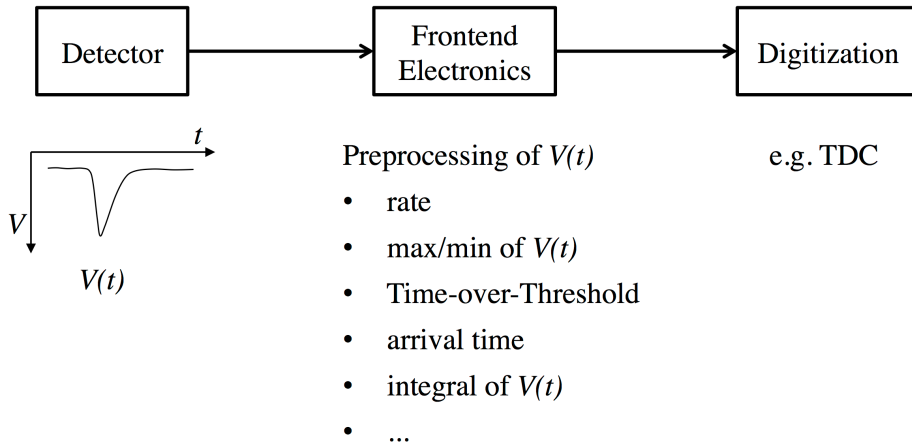 Detector
Frontend
Electronics
Digitization
t
V
V(t)
Preprocessing of V(t)
• rate
• max/min of V(t)
• Time-over-Threshold
• arrival time
• integral of V(t)
• ...
e.g. TDC